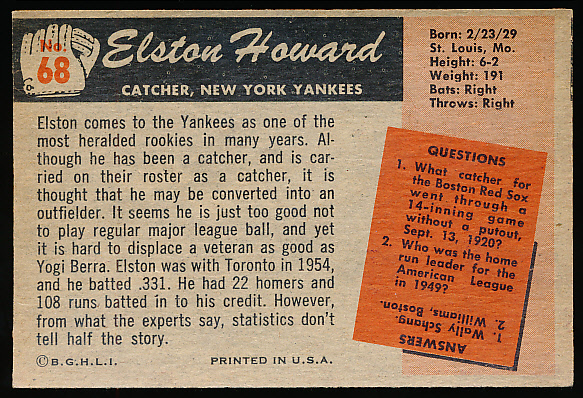 No.
68
Elston Howard
CATCHER, NEW YORK YANKEES
Born: 2/23/29
St. Louis, Mo.
Height: 6-2
Weight: 191
Bats: Right
Throws: Right
Elston comes to the Yankees as one of the
most heralded rookies in many years. Al-
though he has been a catcher, and is car-
ried on their roster as a catcher, it is
thought that he may be converted into an
outfielder. It seems he is just too good not
to play regular major league ball, and yet
it is hard to displace a veteran as good as
Yogi Berra. Elston was with Toronto in 1954,
and he batted .331. He had 22 homers and
108 runs batted in to his credit. However,
from what the experts say, statistics don't
tell half the story.
QUESTIONS
1. What catcher for
the Boston Red Sox
went through a
14-inning game
without a putout,
Sept. 13, 1920?
2. Who was the home
run leader for the
American League
in 1949?
ANSWERS
1. Wally Schang.
2. Williams, Boston.
©B.G.H.L.I.
PRINTED IN U.S.A.